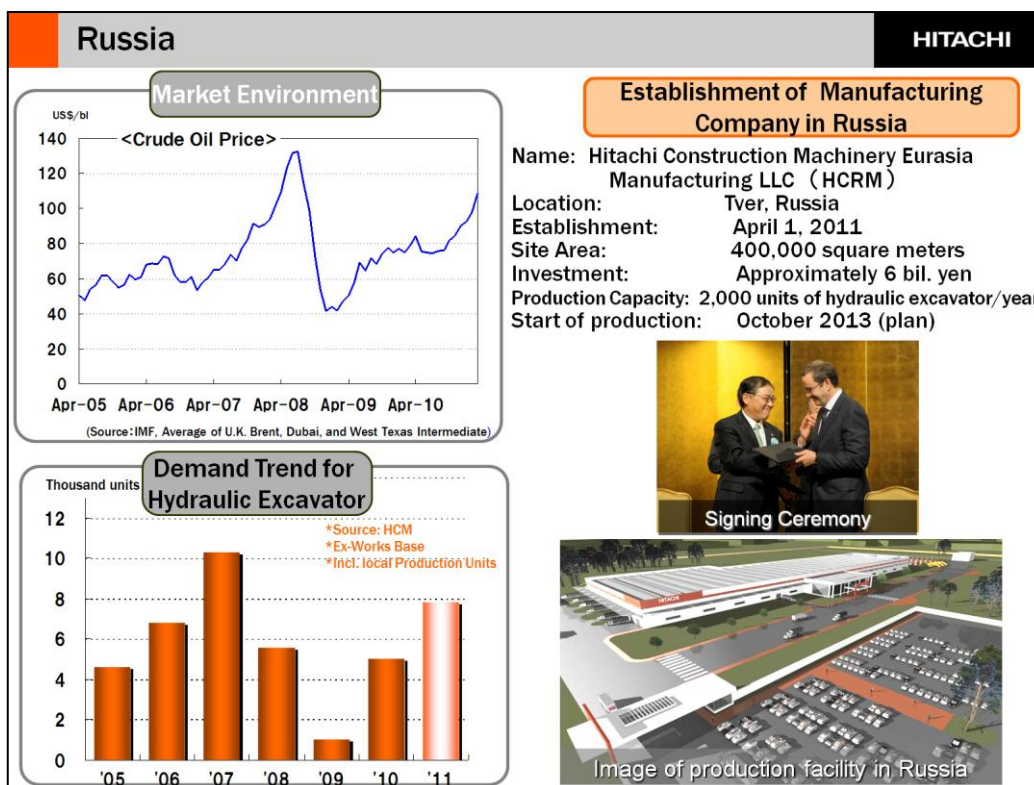 Russia
HITACHI
Market Environment
US$/bl
<Crude Oil Price>
140
120
100
80
60
40
20
0
Apr-05 Apr-06 Apr-07 Apr-08 Apr-09 Apr-10
(Source:IMF, Average of U.K. Brent, Dubai, and West Texas Intermediate)
Demand Trend for
Hydraulic Excavator
Thousand units
*Source: HCM
*Ex-Works Base
*Incl. local Production Units
12
10
8
6
4
2
0
'05 '06 '07 '08 '09 '10 '11
Establishment of Manufacturing
Company in Russia
Name: Hitachi Construction Machinery Eurasia
Manufacturing LLC (HCRM)
Location: Tver, Russia
Establishment: April 1, 2011
Site Area: 400,000 square meters
Investment: Approximately 6 bil. yen
Production Capacity: 2,000 units of hydraulic excavator/year
Start of production: October 2013 (plan)
Signing Ceremony
HITACHI
Image of production facility in Russia